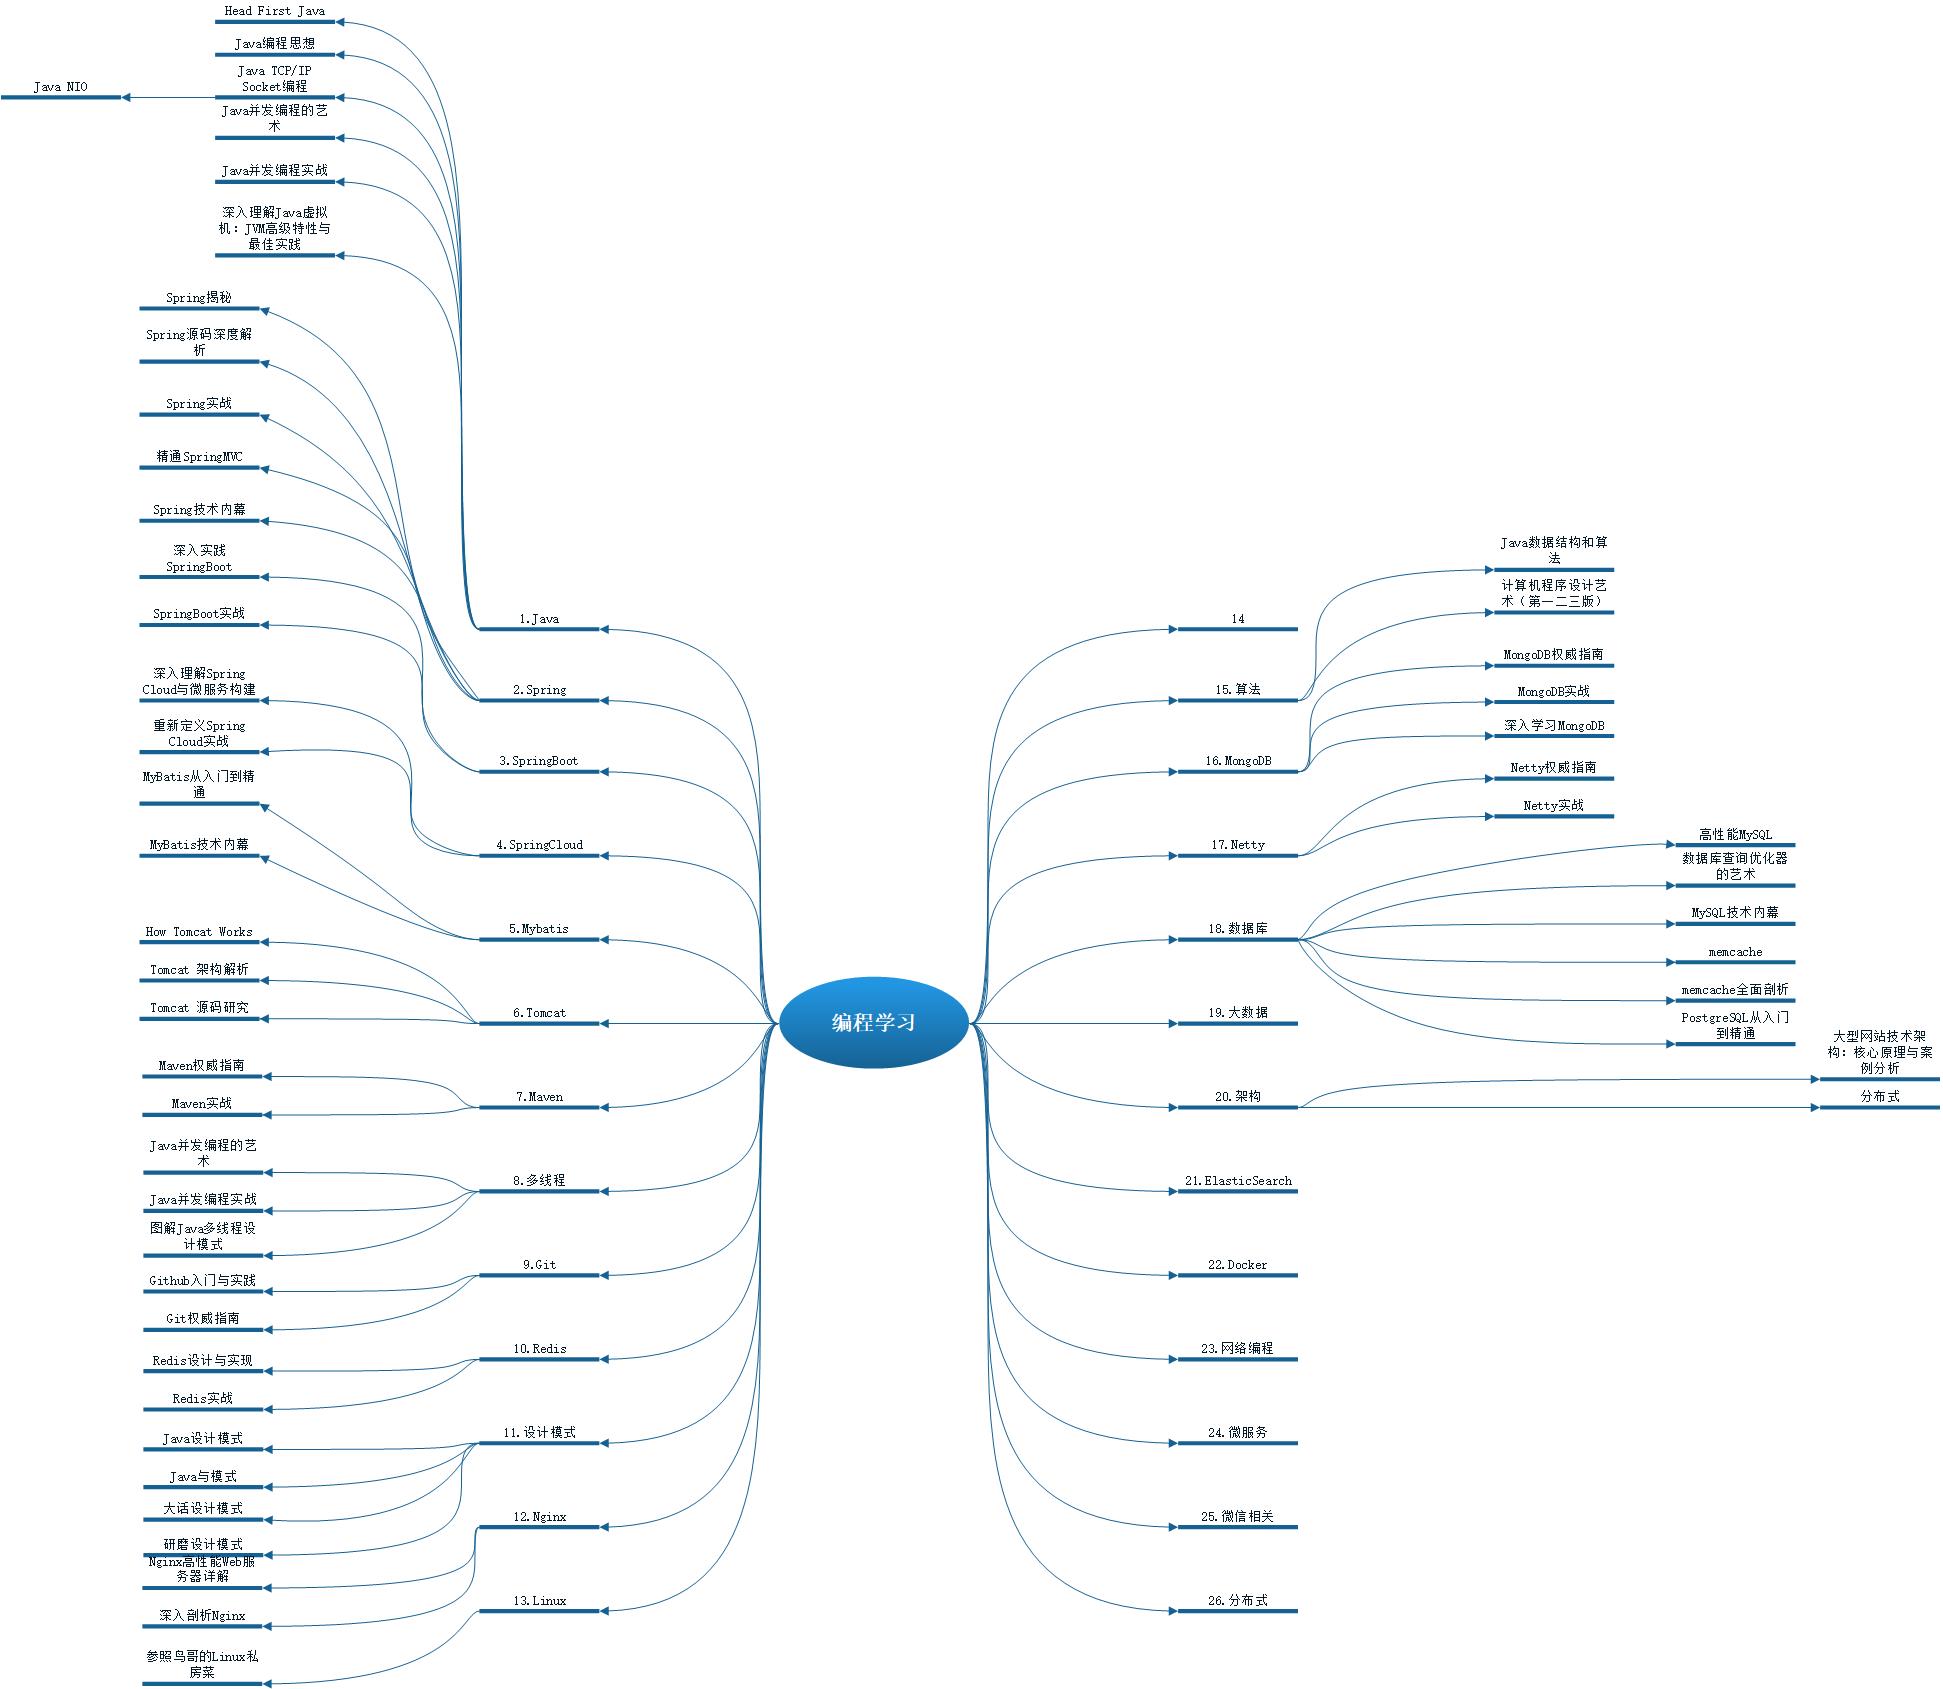 Head First Java
Java编程思想
Java TCP/IP
Socket编程
Java NIO
Java并发编程的艺
术
Java并发编程实战
深入理解Java虚拟
机：JVM高级特性与
最佳实践
Spring揭秘
Spring源码深度解
析
Spring实战
精通SpringMVC
Spring技术内幕
深入实践
SpringBoot
SpringBoot实战
深入理解Spring
Cloud与微服务构建
重新定义Spring
Cloud实战
MyBatis从入门到精
通
MyBatis技术内幕
How Tomcat Works
Tomcat 架构解析
Tomcat 源码研究
Maven权威指南
Maven实战
Java并发编程的艺
术
Java并发编程实战
图解Java多线程设
计模式
Github入门与实践
Git权威指南
Redis设计与实现
Redis实战
Java设计模式
Java与模式
大话设计模式
研磨设计模式
Nginx高性能Web服
务器详解
深入剖析Nginx
参照鸟哥的Linux私
房菜
1.Java
2.Spring
3.SpringBoot
4.SpringCloud
5.Mybatis
6.Tomcat
7.Maven
8.多线程
9.Git
10.Redis
11.设计模式
12.Nginx
13.Linux
编程学习
14
15.算法
16.MongoDB
17.Netty
18.数据库
19.大数据
20.架构
21.ElasticSearch
22.Docker
23.网络编程
24.微服务
25.微信相关
26.分布式
Java数据结构和算
法
计算机程序设计艺
术（第一二三版）
MongoDB权威指南
MongoDB实战
深入学习MongoDB
Netty权威指南
Netty实战
高性能MySQL
数据库查询优化器
的艺术
MySQL技术内幕
memcache
memcache全面剖析
PostgreSQL从入门
到精通
大型网站技术架
构：核心原理与案
例分析
分布式